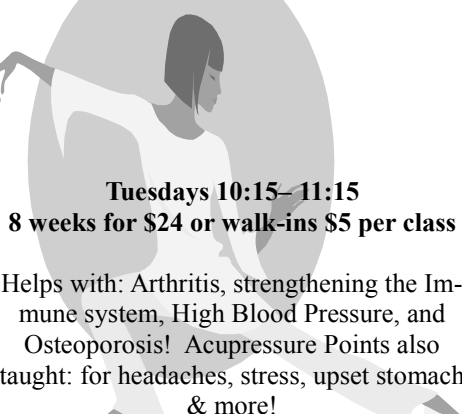 Tuesdays 10:15– 11:15
8 weeks for $24 or walk-ins $5 per class
Helps with: Arthritis, strengthening the Im-
mune system, High Blood Pressure, and
Osteoporosis!  Acupressure Points also
taught: for headaches, stress, upset stomach
& more!